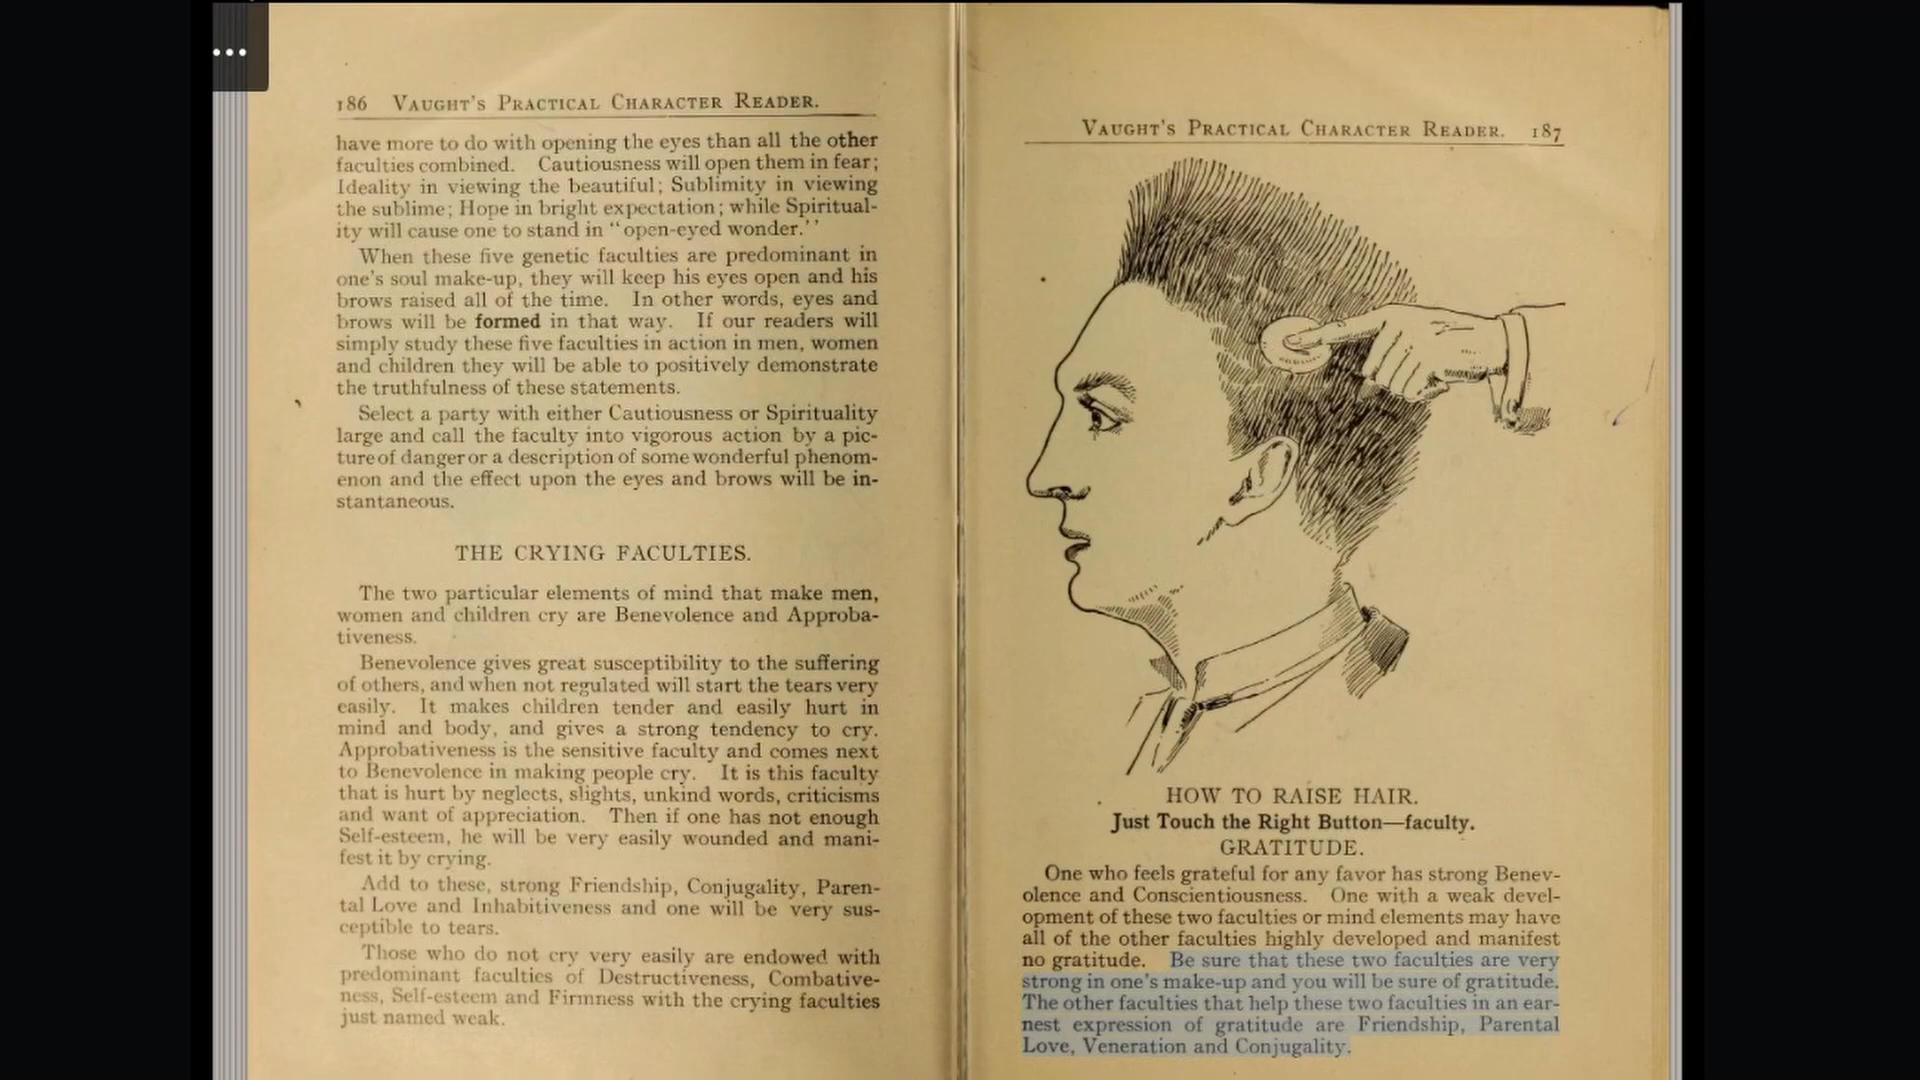 186 VAUGHT'S PRACTICAL CHARACTER READER.
have more to do with opening the eyes than all the other
faculties combined. Cautiousness will open them in fear;
Ideality in viewing the beautiful; Sublimity in viewing
the sublime; Hope in bright expectation; while Spiritual-
ity will cause one to stand in "open-eyed wonder."
When these five genetic faculties are predominant in
one's soul make-up, they will keep his eyes open and his
brows raised all of the time. In other words, eyes and
brows will be formed in that way. If our readers will
simply study these five faculties in action in men, women
and children they will be able to positively demonstrate
the truthfulness of these statements.
Select a party with either Cautiousness or Spirituality
large and call the faculty into vigorous action by a pic-
ture of danger or a description of some wonderful phenom-
enon and the effect upon the eyes and brows will be in-
stantaneous.
THE CRYING FACULTIES.
The two particular elements of mind that make men,
women and children cry are Benevolence and Approba-
tiveness.
Benevolence gives great susceptibility to the suffering
of others, and when not regulated will start the tears very
easily. It makes children tender and easily hurt in
mind and body, and gives a strong tendency to cry.
Approbativeness is the sensitive faculty and comes next
to Benevolence in making people cry. It is this faculty
that is hurt by neglects, slights, unkind words, criticisms
and want of appreciation. Then if one has not enough
Self-esteem, he will be very easily wounded and mani-
fest it by crying.
Add to these, strong Friendship, Conjugality, Paren-
tal Love and Inhabitiveness and one will be very sus-
ceptible to tears.
Those who do not cry very easily are endowed with
predominant faculties of Destructiveness, Combative-
ness, Self-esteem and Firmness with the crying faculties
just named weak.
VAUGHT'S PRACTICAL CHARACTER READER. 187
HOW TO RAISE HAIR.
Just Touch the Right Button—faculty.
GRATITUDE.
One who feels grateful for any favor has strong Benev-
olence and Conscientiousness. One with a weak devel-
opment of these two faculties or mind elements may have
all of the other faculties highly developed and manifest
no gratitude. Be sure that these two faculties are very
strong in one's make-up and you will be sure of gratitude.
The other faculties that help these two faculties in an ear-
nest expression of gratitude are Friendship, Parental
Love, Veneration and Conjugality.